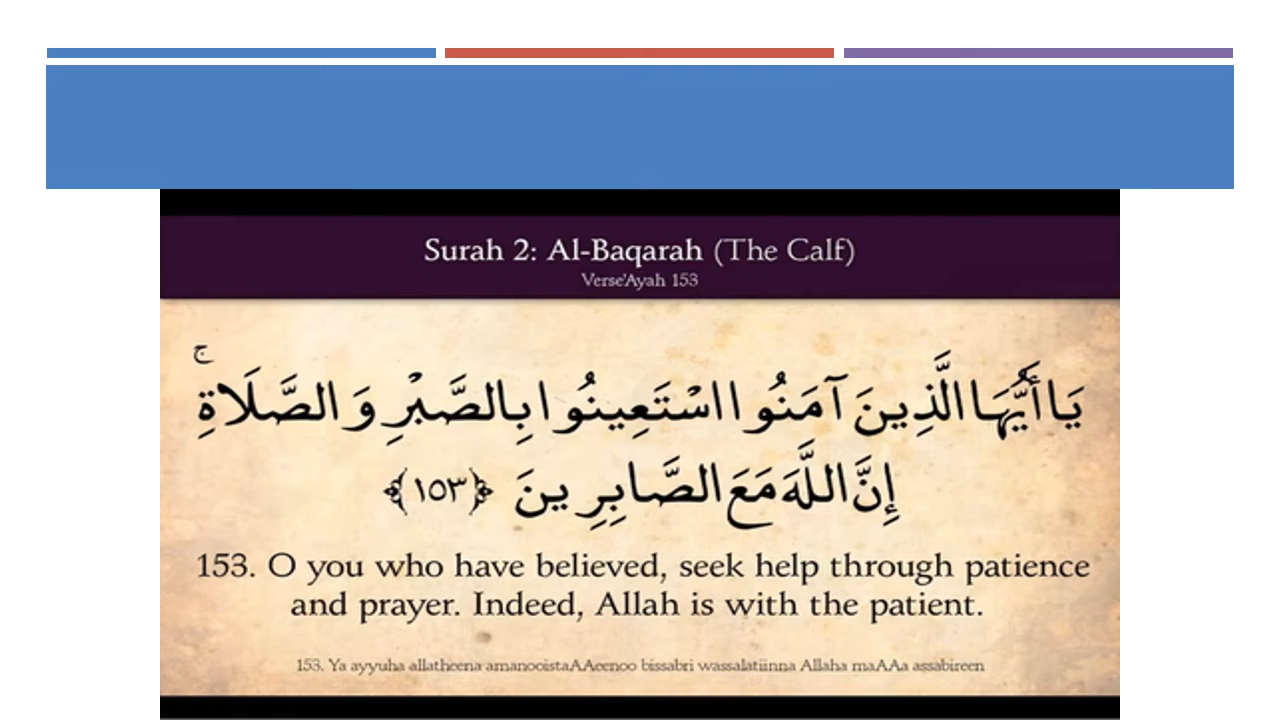 Surah 2: Al-Baqarah (The Calf)
Verse'Ayah 153
يَا أَيُّهَا الَّذِينَ آمَنُوا اسْتَعِينُوا بِالصَّبْرِ وَالصَّلَاةِ ۚ
إِنَّ اللَّهَ مَعَ الصَّابِرِينَ ﴿١٥٣﴾
153. O you who have believed, seek help through patience
and prayer. Indeed, Allah is with the patient.
153. Ya ayyuha allatheena amanooistaAAeenoo bissabri wassalatiinna Allaha maAAa assabireen